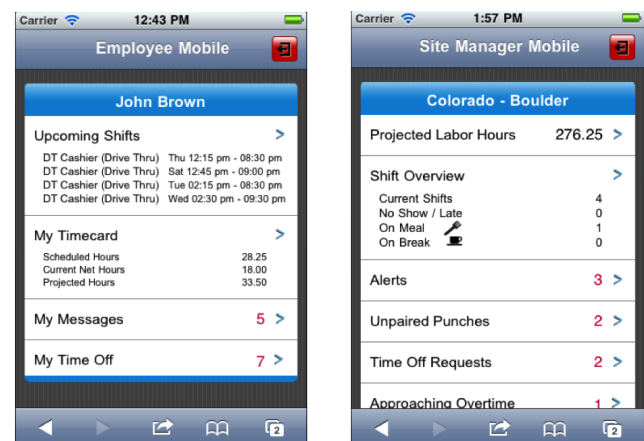 Carrier 12:43 PM
Employee Mobile
John Brown
Upcoming Shifts >
DT Cashier (Drive Thru) Thu 12:15 pm - 08:30 pm
DT Cashier (Drive Thru) Sat 12:45 pm - 09:00 pm
DT Cashier (Drive Thru) Tue 02:15 pm - 08:30 pm
DT Cashier (Drive Thru) Wed 02:30 pm - 09:30 pm
My Timecard >
Scheduled Hours 28.25
Current Net Hours 18.00
Projected Hours 33.50
My Messages 5 >
My Time Off 7 >
2
Carrier 1:57 PM
Site Manager Mobile
Colorado - Boulder
Projected Labor Hours 276.25 >
Shift Overview >
Current Shifts 4
No Show / Late 0
On Meal 1
On Break 0
Alerts 3 >
Unpaired Punches 2 >
Time Off Requests 2 >
Approaching Overtime 1 >
2